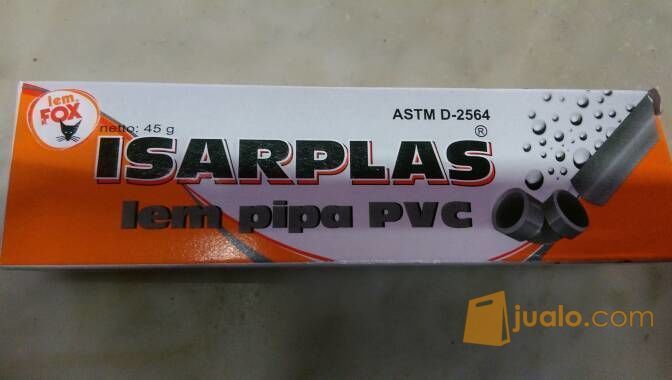 lem
FOX
netto: 45 g
ASTM D-2564
ISARPLAS®
lem pipa PVC
jualo.com